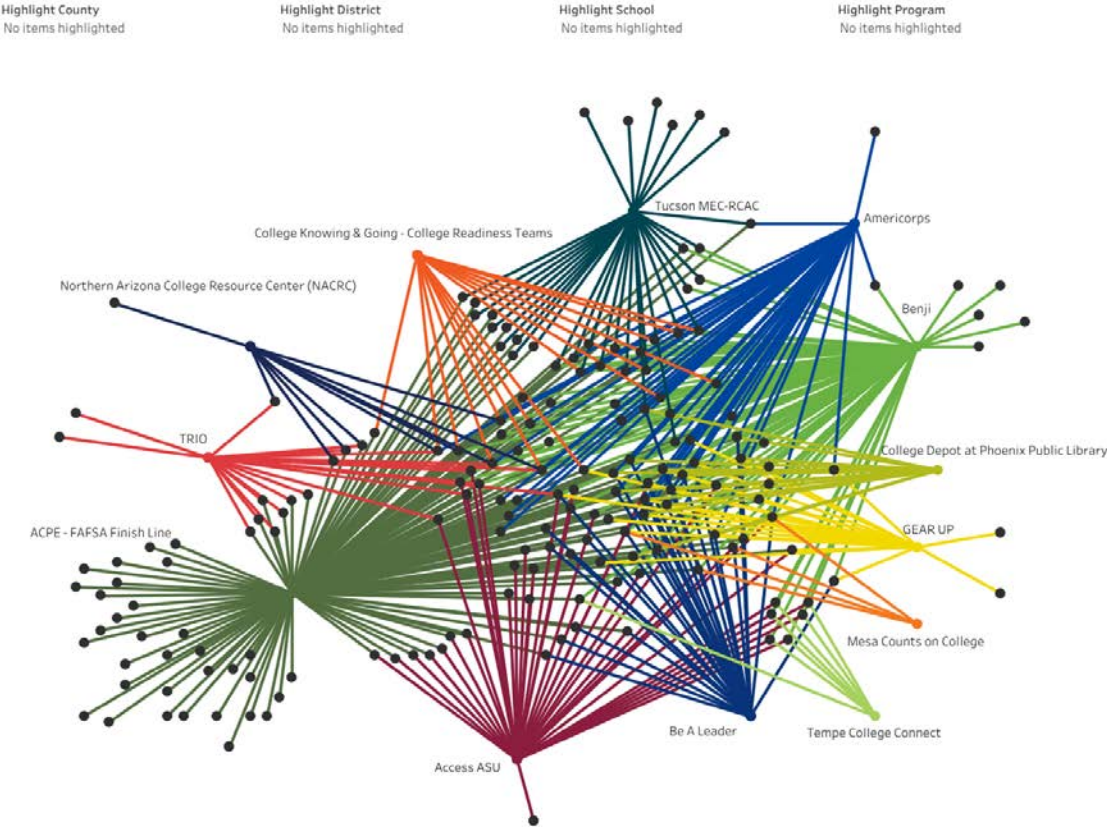 Highlight County
No items highlighted
Highlight District
No items highlighted
Highlight School
No items highlighted
Highlight Program
No items highlighted
Tucson MEC-RCAC
Americorps
College Knowing & Going - College Readiness Teams
Northern Arizona College Resource Center (NACRC)
Benji
TRIO
College Depot at Phoenix Public Library
ACPE - FAFSA Finish Line
GEAR UP
Mesa Counts on College
Be A Leader
Tempe College Connect
Access ASU